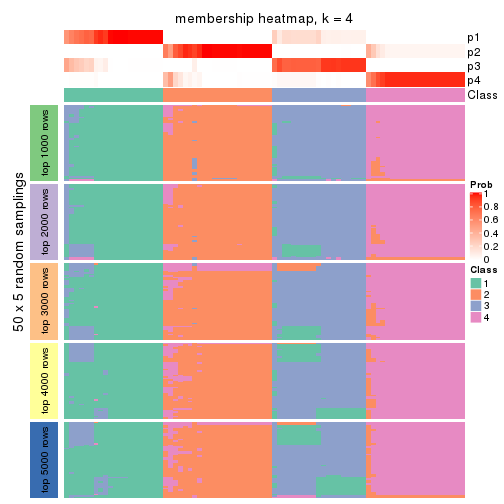 membership heatmap, k = 4
p1
p2
p3
p4
Class
50 x 5 random samplings
top 1000 rows
top 2000 rows
top 3000 rows
top 4000 rows
top 5000 rows
Prob
1
0.8
0.6
0.4
0.2
0
Class
1
2
3
4